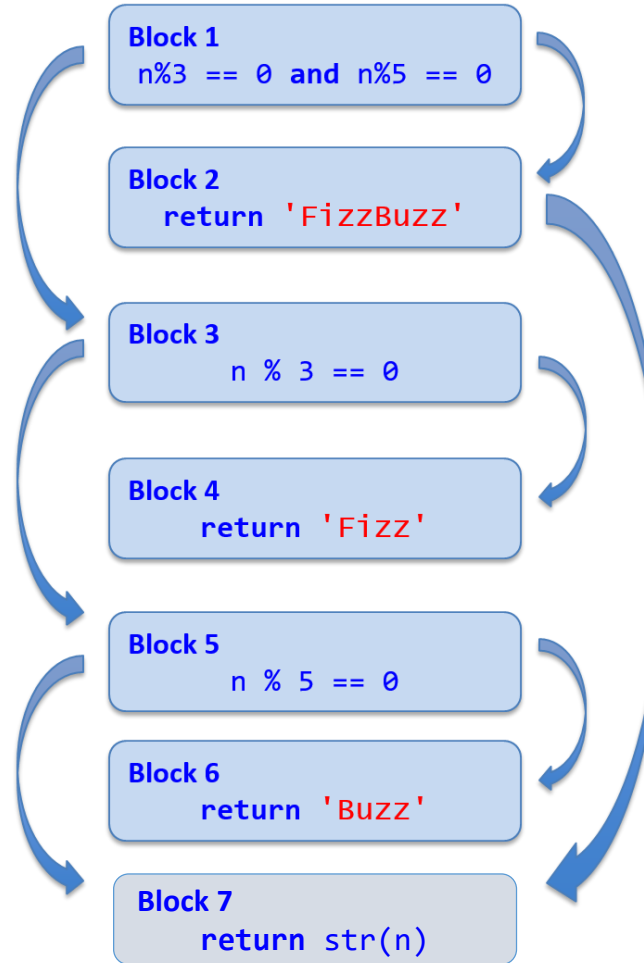 Block 1
n%3 == 0 and n%5 == 0
Block 2
return 'FizzBuzz'
Block 3
n % 3 == 0
Block 4
return 'Fizz'
Block 5
n % 5 == 0
Block 6
return 'Buzz'
Block 7
return str(n)